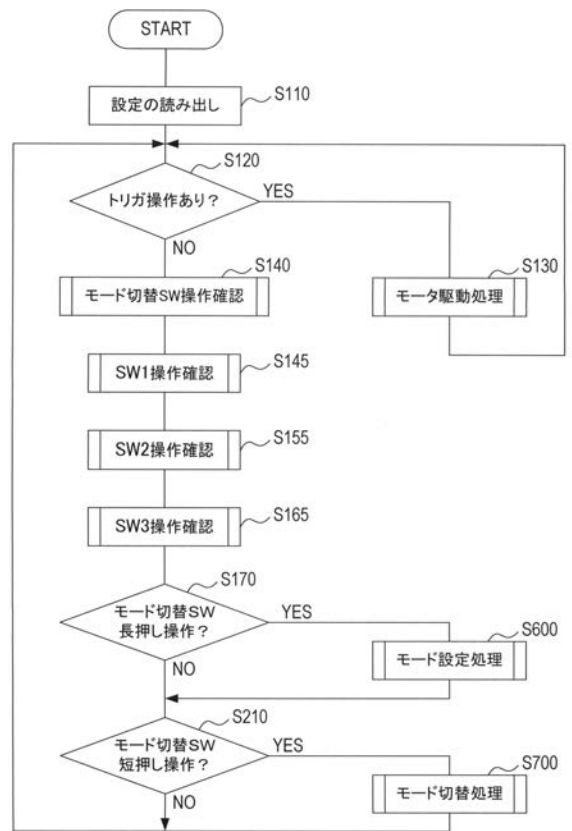 START
設定の読み出し
S110
S120
トリガ操作あり?
YES
NO
S130
モータ駆動処理
S140
モード切替SW操作確認
S145
SW1操作確認
S155
SW2操作確認
S165
SW3操作確認
S170
モード切替SW
長押し操作?
YES
NO
S600
モード設定処理
S210
モード切替SW
短押し操作?
YES
NO
S700
モード切替処理